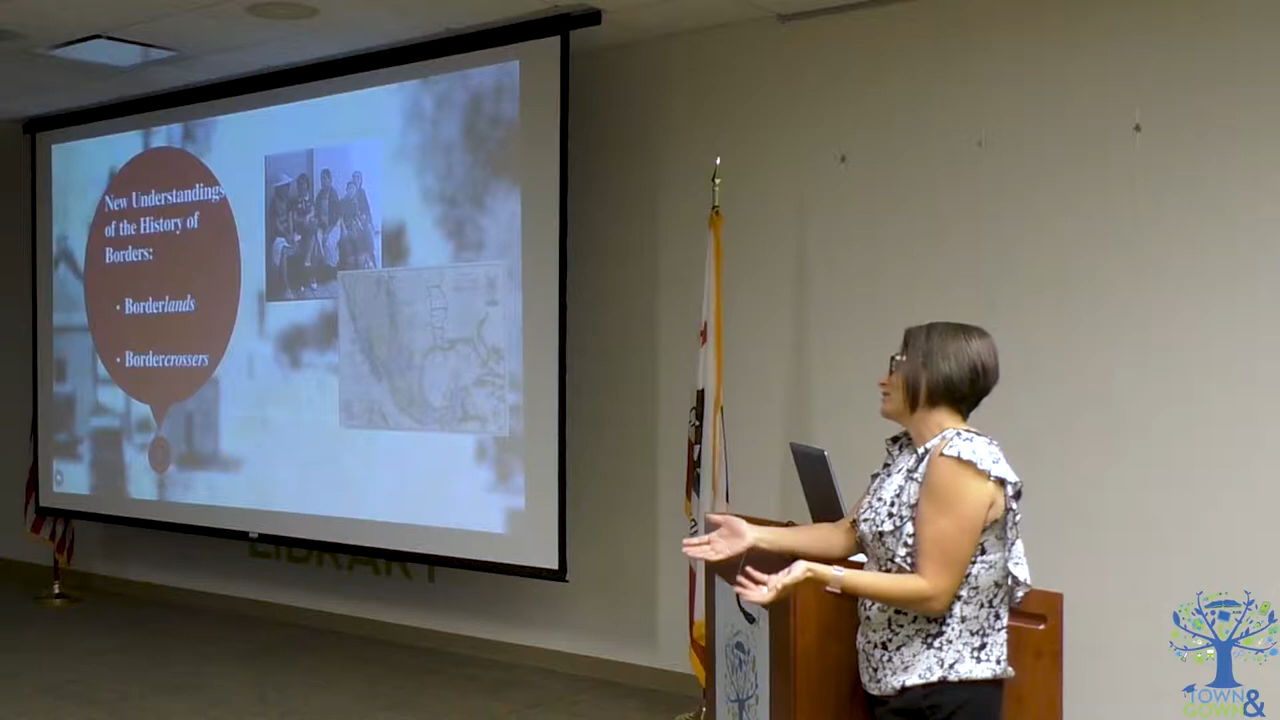 New Understandings
of the History of
Borders:
• Borderlands
• Bordercrossers
LIBRARY
TOWN &
GOWN